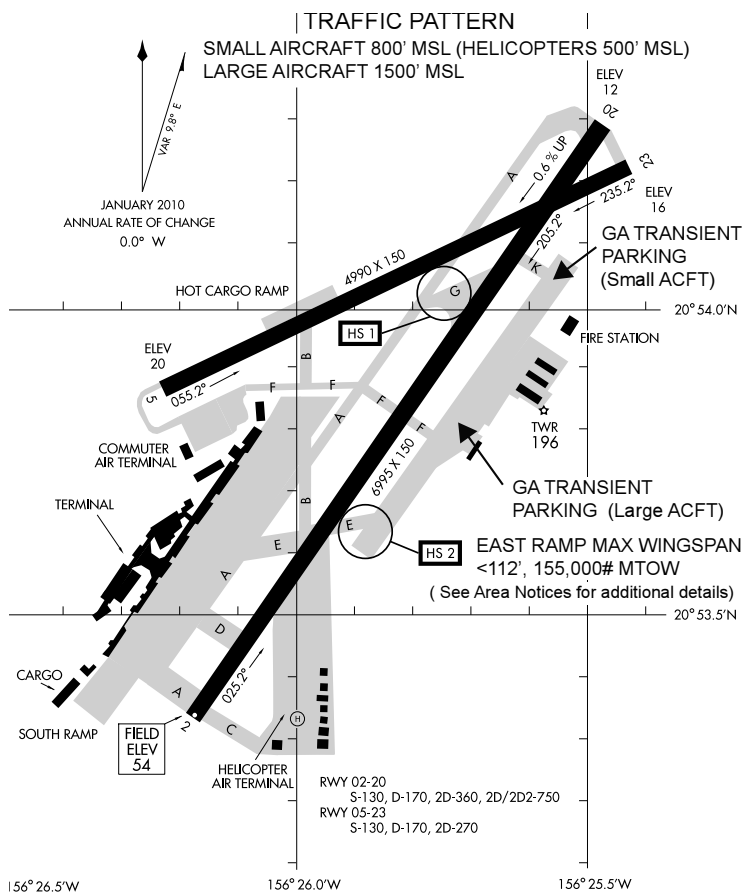 TRAFFIC PATTERN
SMALL AIRCRAFT 800' MSL (HELICOPTERS 500' MSL)
LARGE AIRCRAFT 1500' MSL
VAR 9.8° E
JANUARY 2010
ANNUAL RATE OF CHANGE
0.0° W
ELEV
12
20
A
0.6% UP
23
235.2°
ELEV
16
205.2°
K
GA TRANSIENT
PARKING
(Small ACFT)
4990 X 150
HOT CARGO RAMP
G
20° 54.0'N
HS 1
FIRE STATION
ELEV
20
B
5
055.2°
F
F
F
F
A
TWR
196
COMMUTER
AIR TERMINAL
6995 X 150
GA TRANSIENT
PARKING (Large ACFT)
TERMINAL
B
E
E
HS 2
EAST RAMP MAX WINGSPAN
<112', 155,000# MTOW
( See Area Notices for additional details)
A
20° 53.5'N
D
025.2°
CARGO
A
C
2
SOUTH RAMP
FIELD
ELEV
54
H
HELICOPTER
AIR TERMINAL
RWY 02-20
S-130, D-170, 2D-360, 2D/2D2-750
RWY 05-23
S-130, D-170, 2D-270
156° 26.5'W
156° 26.0'W
156° 25.5'W